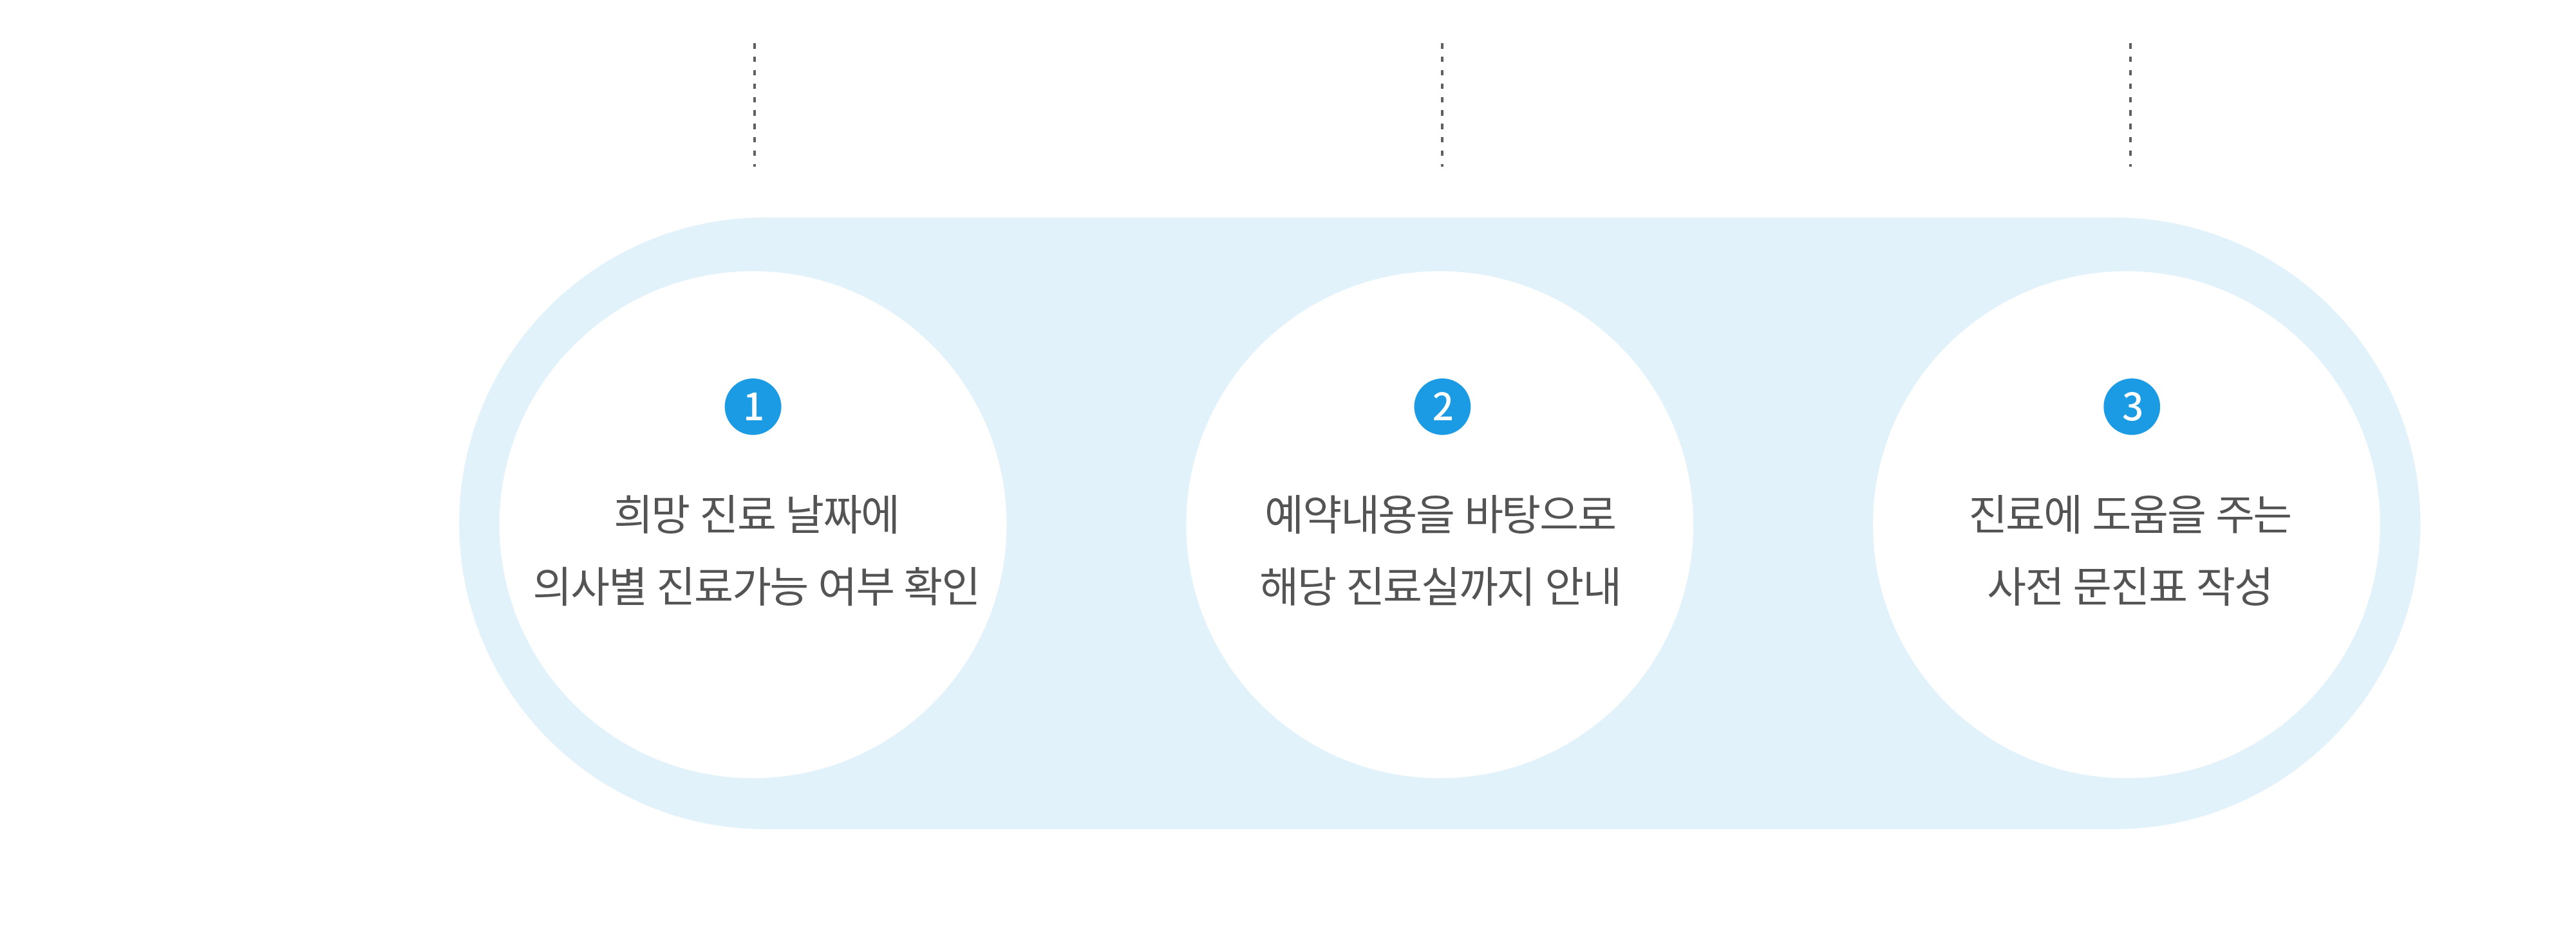 1
희망 진료 날짜에
의사별 진료가능 여부 확인
2
예약내용을 바탕으로
해당 진료실까지 안내
3
진료에 도움을 주는
사전 문진표 작성